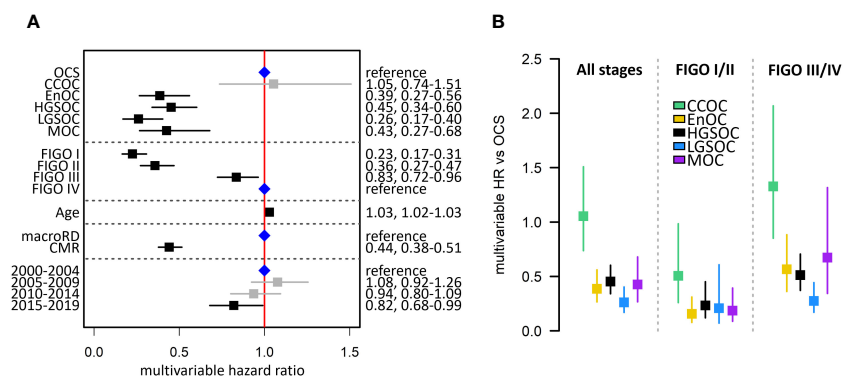 A
OCS reference
CCOC 1.05, 0.74-1.51
EnOC 0.39, 0.27-0.56
HGSOC 0.45, 0.34-0.60
LGSOC 0.26, 0.17-0.40
MOC 0.43, 0.27-0.68
FIGO I 0.23, 0.17-0.31
FIGO II 0.36, 0.27-0.47
FIGO III 0.83, 0.72-0.96
FIGO IV reference
Age 1.03, 1.02-1.03
macroRD reference
CMR 0.44, 0.38-0.51
2000-2004 reference
2005-2009 1.08, 0.92-1.26
2010-2014 0.94, 0.80-1.09
2015-2019 0.82, 0.68-0.99
0.0 0.5 1.0 1.5
multivariable hazard ratio
B
All stages FIGO I/II FIGO III/IV
CCOC
EnOC
HGSOC
LGSOC
MOC
2.5
2.0
1.5
1.0
0.5
0.0
multivariable HR vs OCS